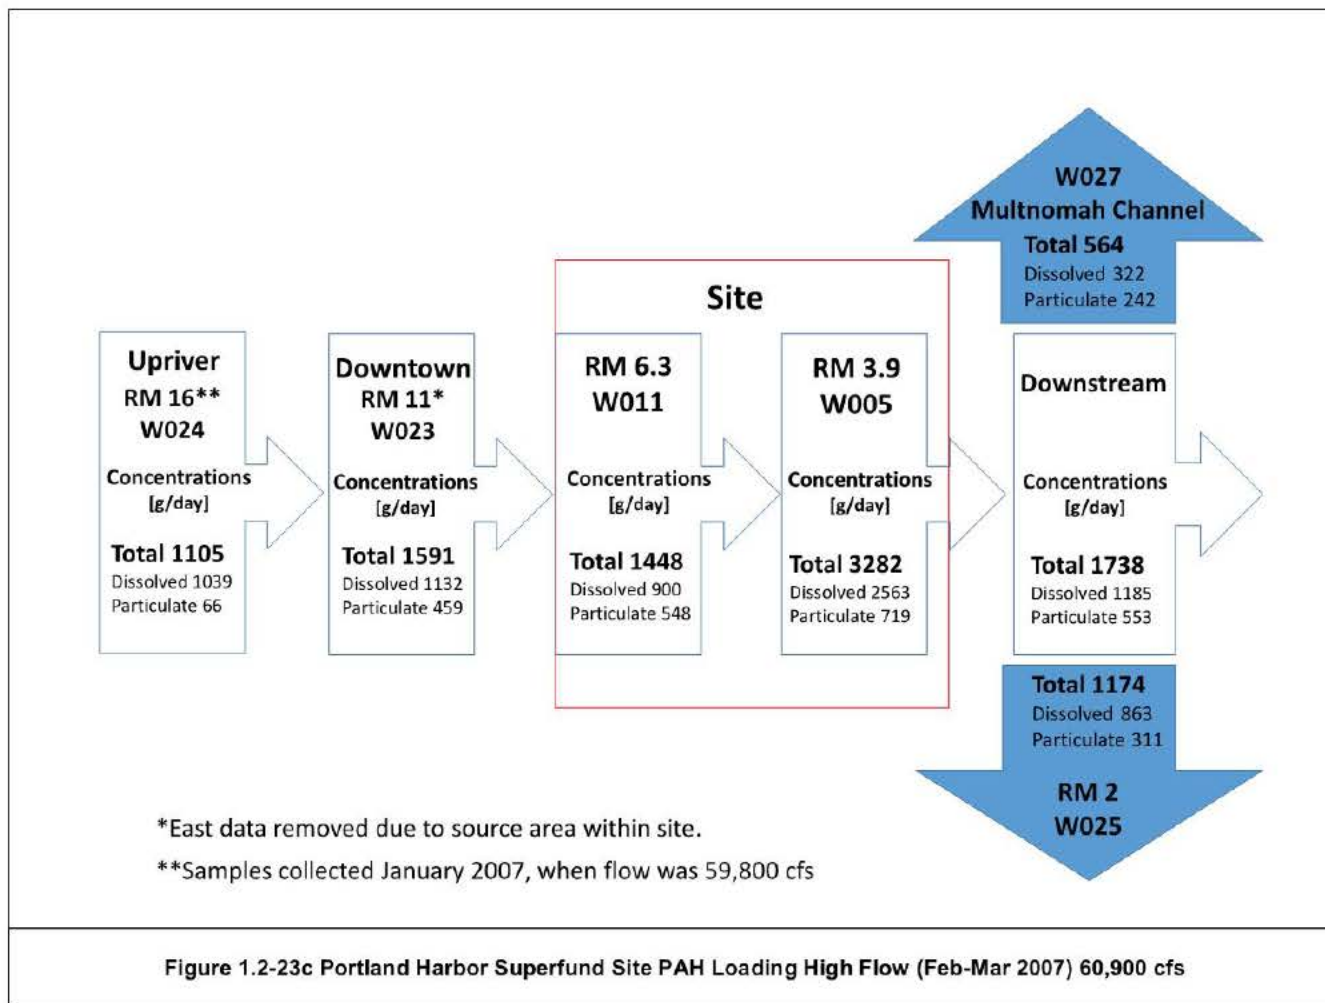 Upriver
RM 16**
W024
Concentrations
[g/day]
Total 1105
Dissolved 1039
Particulate 66
Downtown
RM 11*
W023
Concentrations
[g/day]
Total 1591
Dissolved 1132
Particulate 459
Site
RM 6.3
W011
Concentrations
[g/day]
Total 1448
Dissolved 900
Particulate 548
RM 3.9
W005
Concentrations
[g/day]
Total 3282
Dissolved 2563
Particulate 719
W027
Multnomah Channel
Total 564
Dissolved 322
Particulate 242
Downstream
Concentrations
[g/day]
Total 1738
Dissolved 1185
Particulate 553
Total 1174
Dissolved 863
Particulate 311
RM 2
W025
*East data removed due to source area within site.
**Samples collected January 2007, when flow was 59,800 cfs
Figure 1.2-23c Portland Harbor Superfund Site PAH Loading High Flow (Feb-Mar 2007) 60,900 cfs